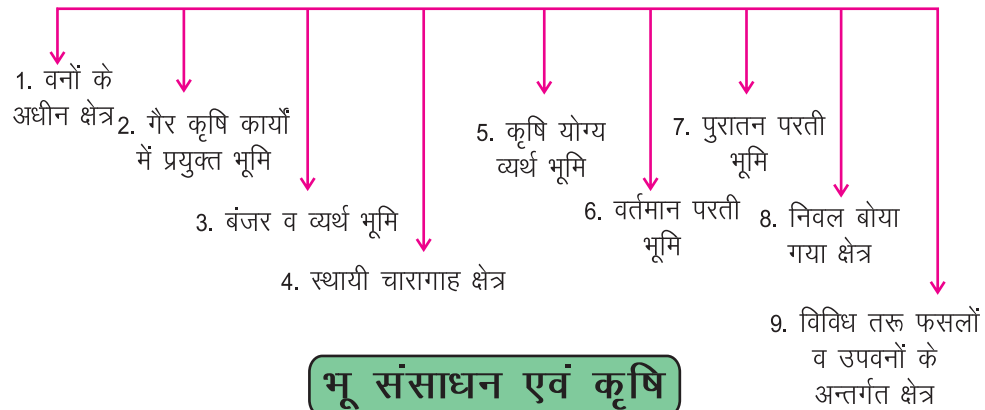 1. वनों के
अधीन क्षेत्र
2. गैर कृषि कार्यों
में प्रयुक्त भूमि
3. बंजर व व्यर्थ भूमि
4. स्थायी चारागाह क्षेत्र
5. कृषि योग्य
व्यर्थ भूमि
6. वर्तमान परती
भूमि
7. पुरातन परती
भूमि
8. निवल बोया
गया क्षेत्र
9. विविध तरू फसलों
व उपवनों के
अन्तर्गत क्षेत्र
भू संसाधन एवं कृषि